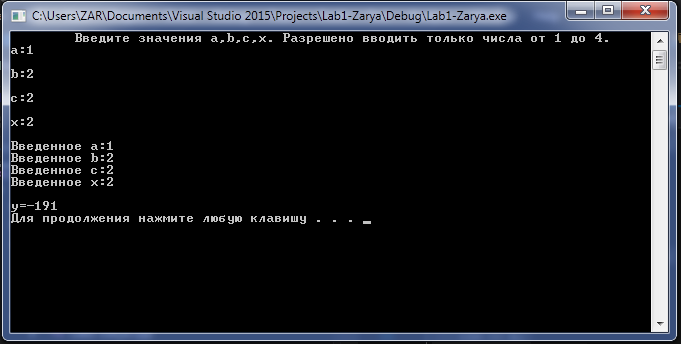 C:\Users\ZAR\Documents\Visual Studio 2015\Projects\Lab1-Zarya\Debug\Lab1-Zarya.exe
Введите значения a,b,c,x. Разрешено вводить только числа от 1 до 4.
a:1
b:2
c:2
x:2
Введенное a:1
Введенное b:2
Введенное c:2
Введенное x:2
y=-191
Для продолжения нажмите любую клавишу . . .